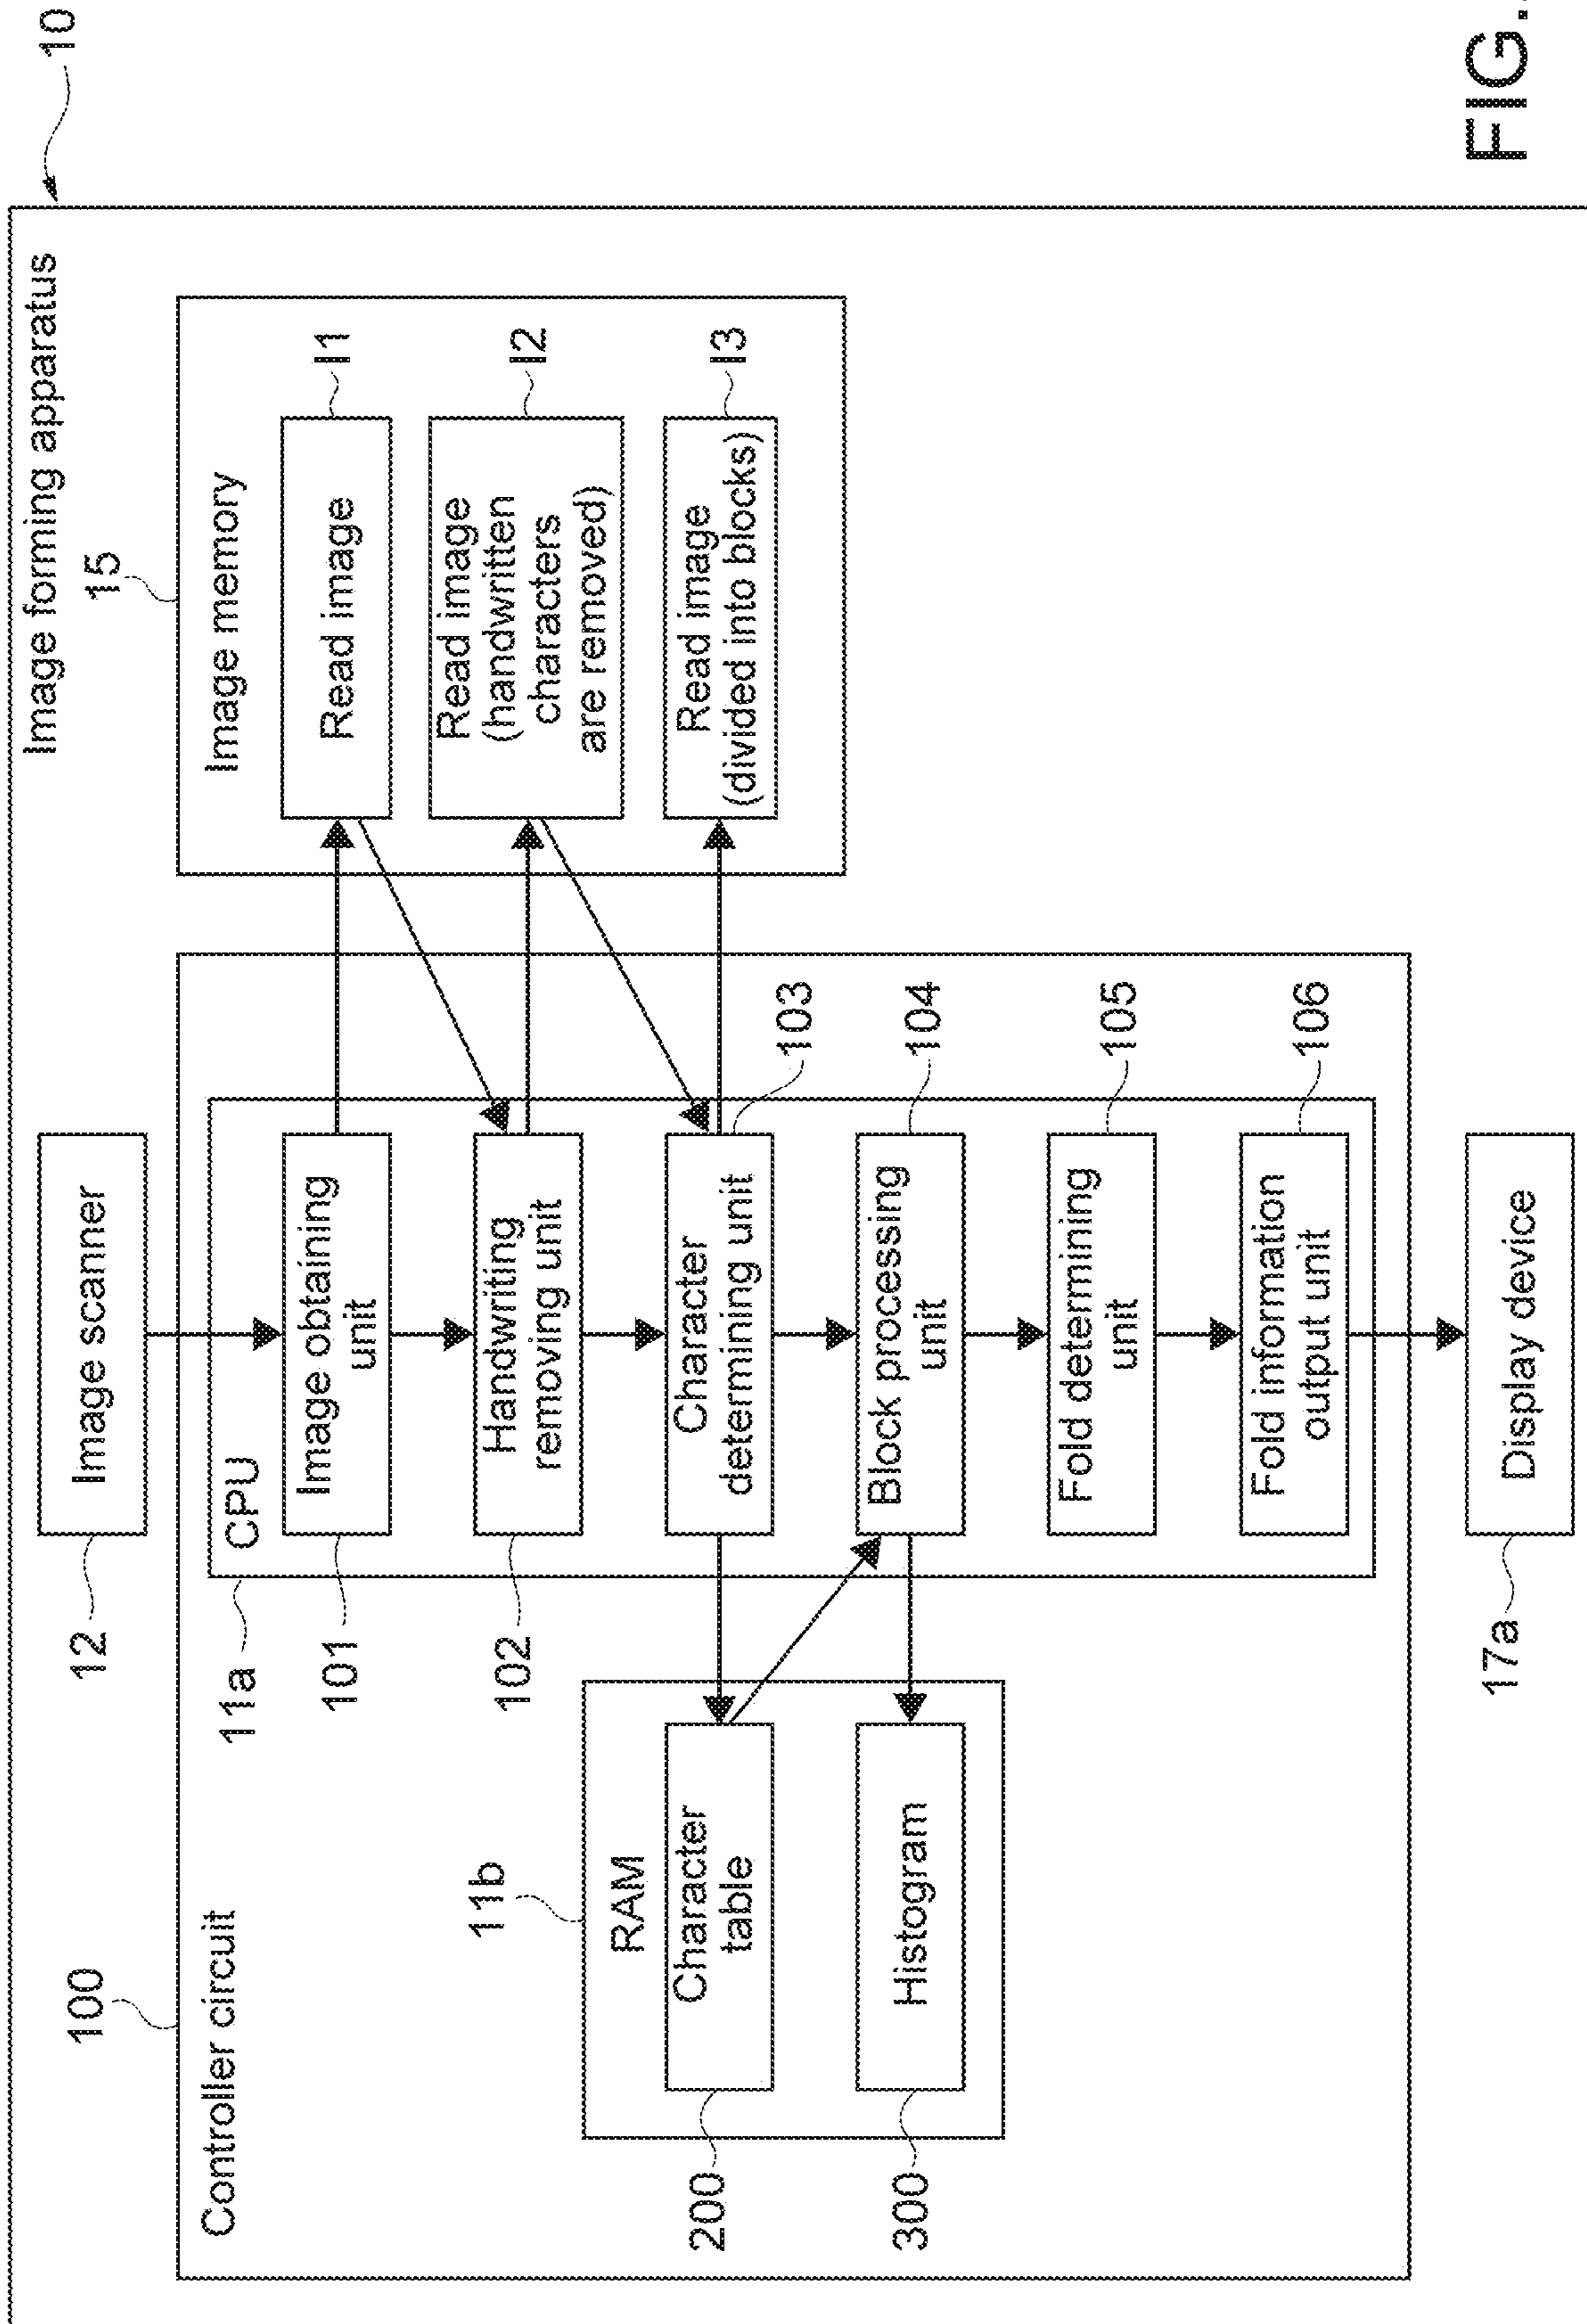 10
Image forming apparatus
12
Image scanner
15
100
Controller circuit
Image memory
11a
CPU
101
Image obtaining
unit
Read image
I1
102
Handwriting
removing unit
Read image
(handwritten
characters
are removed)
I2
11b
RAM
200
Character
table
Character
determining unit
103
Read image
(divided into blocks)
I3
300
Histogram
Block processing
unit
104
Fold determining
unit
105
Fold information
output unit
106
17a
Display device
FIG.